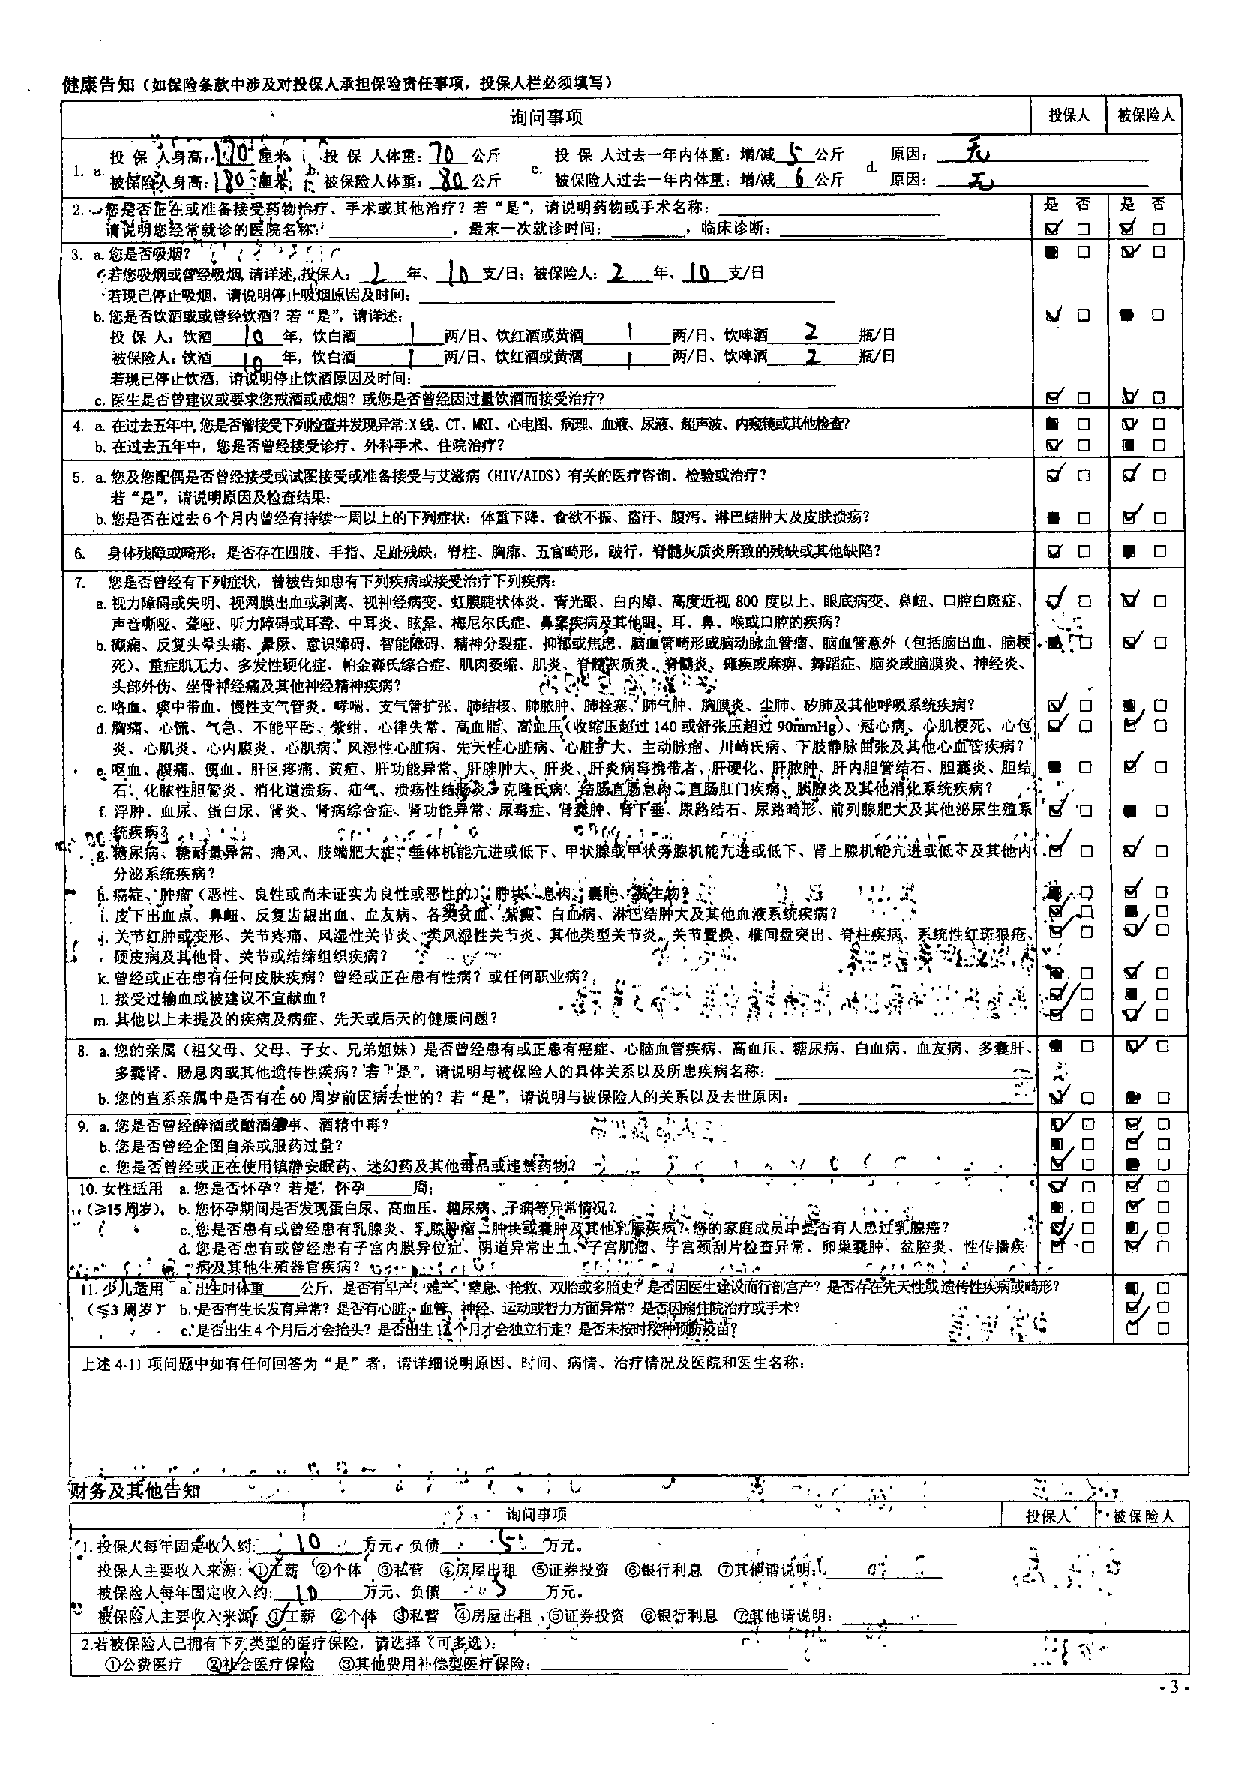 健康告知（如保险条款中涉及对投保人承担保险责任事项，投保人栏必须填写）
询问事项 投保人 被保险人
1. a. 投保人身高：170厘米 b. 投保人体重：70公斤 c. 投保人过去一年内体重：增/减5公斤 d. 原因：无
被保险人身高：180厘米 被保险人体重：80公斤 被保险人过去一年内体重：增/减6公斤 原因：无
2. 您是否正在或准备接受药物治疗、手术或其他治疗？若“是”，请说明药物或手术名称： 是 否 是 否
请说明您经常就诊的医院名称： ，最末一次就诊时间： ，临床诊断：
3. a. 您是否吸烟？
若您吸烟或曾经吸烟，请详述，投保人：2年、10支/日；被保险人：2年，10支/日
若现已停止吸烟，请说明停止吸烟原因及时间：
b. 您是否饮酒或或曾经饮酒？若“是”，请详述：
投保人：饮酒10年，饮白酒1两/日、饮红酒或黄酒1两/日、饮啤酒2瓶/日
被保险人：饮酒10年，饮白酒1两/日、饮红酒或黄酒1两/日、饮啤酒2瓶/日
若现已停止饮酒，请说明停止饮酒原因及时间：
c. 医生是否曾建议或要求您戒酒或戒烟？或您是否曾经因过量饮酒而接受治疗？
4. a. 在过去五年中，您是否曾接受下列检查并发现异常：X线、CT、MRI、心电图、病理、血液、尿液、超声波、内窥镜或其他检查？
b. 在过去五年中，您是否曾经接受诊疗、外科手术、住院治疗？
5. a. 您及您配偶是否曾经接受或试图接受或准备接受与艾滋病（HIV/AIDS）有关的医疗咨询、检验或治疗？
若“是”，请说明原因及检查结果：
b. 您是否在过去6个月内曾经有持续一周以上的下列症状：体重下降、食欲不振、盗汗、腹泻、淋巴结肿大及皮肤溃疡？
6. 身体残障或畸形：是否存在四肢、手指、足趾残缺，脊柱、胸廓、五官畸形，跛行，脊髓灰质炎所致的残缺或其他缺陷？
7. 您是否曾经有下列症状，曾被告知患有下列疾病或接受治疗下列疾病：
a. 视力障碍或失明、视网膜出血或剥离、视神经病变、虹膜睫状体炎、青光眼、白内障、高度近视800度以上、眼底病变、鼻衄、口腔白斑症、
声音嘶哑、聋哑、听力障碍或耳聋、中耳炎、眩晕、梅尼尔氏症、鼻窦疾病及其他眼、耳、鼻、喉或口腔的疾病？
b. 癫痫、反复头晕头痛、晕厥、意识障碍、智能障碍、精神分裂症、抑郁或焦虑、脑血管畸形或脑动脉血管瘤、脑血管意外（包括脑出血、脑梗
死）、重症肌无力、多发性硬化症、帕金森氏综合症、肌肉萎缩、肌炎、脊髓灰质炎、脊髓炎、瘫痪或麻痹、舞蹈症、脑炎或脑膜炎、神经炎、
头部外伤、坐骨神经痛及其他神经精神疾病？
c. 咯血、痰中带血、慢性支气管炎、哮喘、支气管扩张、肺结核、肺脓肿、肺栓塞、肺气肿、胸膜炎、尘肺、矽肺及其他呼吸系统疾病？
d. 胸痛、心慌、气急、不能平卧、紫绀、心律失常、高血脂、高血压（收缩压超过140或舒张压超过90mmHg）、冠心病、心肌梗死、心包
炎、心肌炎、心内膜炎、心肌病、风湿性心脏病、先天性心脏病、心脏扩大、主动脉瘤、川崎氏病、下肢静脉曲张及其他心血管疾病？
e. 呕血、腹痛、便血、肝区疼痛、黄疸、肝功能异常、肝脾肿大、肝炎、肝炎病毒携带者、肝硬化、肝脓肿、肝内胆管结石、胆囊炎、胆结
石、化脓性胆管炎、消化道溃疡、疝气、溃疡性结肠炎、克隆氏病、结肠直肠息肉、直肠肛门疾病、胰腺炎及其他消化系统疾病？
f. 浮肿、血尿、蛋白尿、肾炎、肾病综合症、肾功能异常、尿毒症、肾囊肿、肾下垂、尿路结石、尿路畸形、前列腺肥大及其他泌尿生殖系
统疾病？
g. 糖尿病、糖耐量异常、痛风、肢端肥大症、垂体机能亢进或低下、甲状腺或甲状旁腺机能亢进或低下、肾上腺机能亢进或低下及其他内
分泌系统疾病？
h. 癌症、肿瘤（恶性、良性或尚未证实为良性或恶性的）、肿块、息肉、囊肿、赘生物？
i. 皮下出血点、鼻衄、反复齿龈出血、血友病、各类贫血、紫癜、白血病、淋巴结肿大及其他血液系统疾病？
j. 关节红肿或变形、关节疼痛、风湿性关节炎、类风湿性关节炎、其他类型关节炎、关节置换、椎间盘突出、脊柱疾病、系统性红斑狼疮、
硬皮病及其他骨、关节或结缔组织疾病？
k. 曾经或正在患有任何皮肤疾病？曾经或正在患有性病？或任何职业病？
l. 接受过输血或被建议不宜献血？
m. 其他以上未提及的疾病及病症、先天或后天的健康问题？
8. a. 您的亲属（祖父母、父母、子女、兄弟姐妹）是否曾经患有或正患有癌症、心脑血管疾病、高血压、糖尿病、白血病、血友病、多囊肝、
多囊肾、肠息肉或其他遗传性疾病？若“是”，请说明与被保险人的具体关系以及所患疾病名称：
b. 您的直系亲属中是否有在60周岁前因病去世的？若“是”，请说明与被保险人的关系以及去世原因：
9. a. 您是否曾经醉酒或酗酒肇事、酒精中毒？
b. 您是否曾经企图自杀或服药过量？
c. 您是否曾经或正在使用镇静安眠药、迷幻药及其他毒品或违禁药物？
10. 女性适用 a. 您是否怀孕？若是，怀孕 周；
（≥15周岁） b. 您怀孕期间是否发现蛋白尿、高血压、糖尿病、子痫等异常情况？
c. 您是否患有或曾经患有乳腺炎、乳腺肿瘤、肿块或囊肿及其他乳腺疾病？您的家庭成员中是否有人患过乳腺癌？
d. 您是否患有或曾经患有子宫内膜异位症、阴道异常出血、子宫肌瘤、子宫颈刮片检查异常、卵巢囊肿、盆腔炎、性传播疾
病及其他生殖器官疾病？
11. 少儿适用 a. 出生时体重 公斤，是否有早产、难产、窒息、抢救、双胎或多胎史？是否因医生建议而行剖宫产？是否存在先天性或遗传性疾病或畸形？
（≤3周岁） b. 是否有生长发育异常？是否有心脏、血管、神经、运动或智力方面异常？是否因病住院治疗或手术？
c. 是否出生4个月后才会抬头？是否出生18个月才会独立行走？是否未按时接种预防疫苗？
上述4-11项问题中如有任何回答为“是”者，请详细说明原因、时间、病情、治疗情况及医院和医生名称：
财务及其他告知
询问事项 投保人 被保险人
1. 投保人每年固定收入约：10万元，负债5万元。
投保人主要收入来源：①工薪 ②个体 ③私营 ④房屋出租 ⑤证券投资 ⑥银行利息 ⑦其他请说明：
被保险人每年固定收入约：10万元、负债5万元。
被保险人主要收入来源：①工薪 ②个体 ③私营 ④房屋出租 ⑤证券投资 ⑥银行利息 ⑦其他请说明：
2.若被保险人已拥有下列类型的医疗保险，请选择（可多选）：
①公费医疗 ②社会医疗保险 ③其他费用补偿型医疗保险：
- 3 -